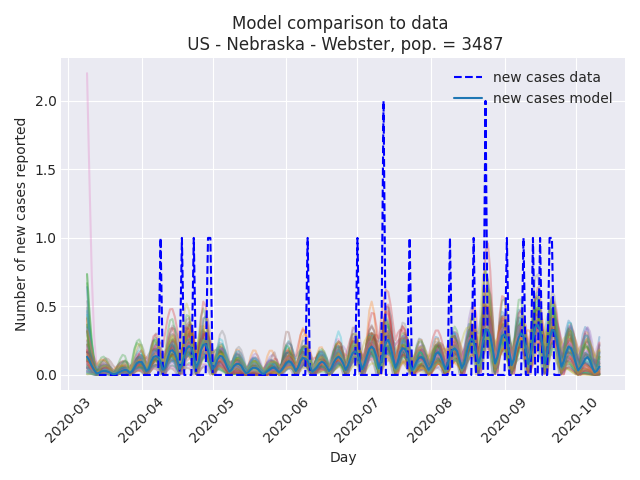 Model comparison to data
US - Nebraska - Webster, pop. = 3487
new cases data
new cases model
Number of new cases reported
2.0
1.5
1.0
0.5
0.0
2020-03
2020-04
2020-05
2020-06
2020-07
2020-08
2020-09
2020-10
Day